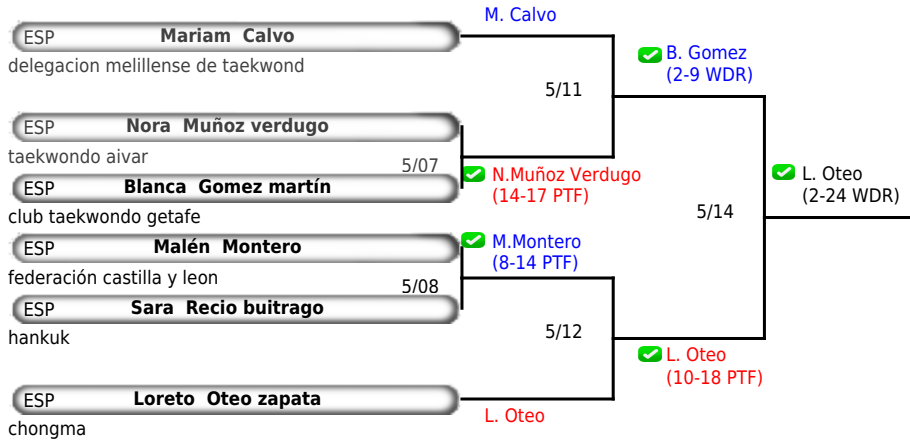 M. Calvo
ESP Mariam Calvo
delegacion melillense de taekwond
B. Gomez
(2-9 WDR)
5/11
ESP Nora Muñoz verdugo
taekwondo aivar
5/07
N.Muñoz Verdugo
(14-17 PTF)
ESP Blanca Gomez martín
club taekwondo getafe
L. Oteo
(2-24 WDR)
5/14
ESP Malén Montero
federación castilla y leon
M.Montero
(8-14 PTF)
5/08
ESP Sara Recio buitrago
hankuk
5/12
L. Oteo
(10-18 PTF)
ESP Loreto Oteo zapata
chongma
L. Oteo